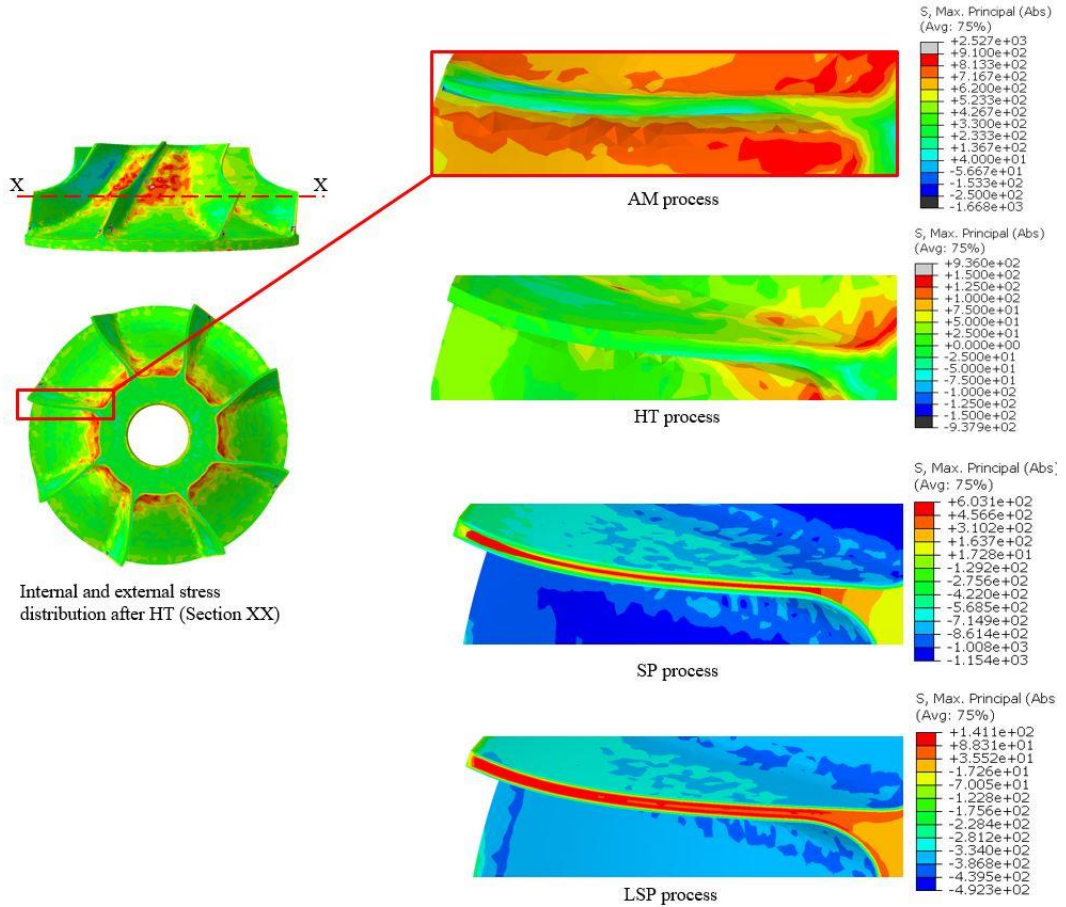 X
X
Internal and external stress
distribution after HT (Section XX)
S, Max. Principal (Abs)
(Avg: 75%)
+2.527e+03
+9.100e+02
+8.133e+02
+7.167e+02
+6.200e+02
+5.233e+02
+4.267e+02
+3.300e+02
+2.333e+02
+1.367e+02
+4.000e+01
-5.667e+01
-1.533e+02
-2.500e+02
-1.668e+03
AM process
S, Max. Principal (Abs)
(Avg: 75%)
+9.360e+02
+1.500e+02
+1.250e+02
+1.000e+02
+7.500e+01
+5.000e+01
+2.500e+01
+0.000e+00
-2.500e+01
-5.000e+01
-7.500e+01
-1.000e+02
-1.250e+02
-1.500e+02
-9.379e+02
HT process
S, Max. Principal (Abs)
(Avg: 75%)
+6.031e+02
+4.566e+02
+3.102e+02
+1.637e+02
+1.728e+01
-1.292e+02
-2.756e+02
-4.220e+02
-5.685e+02
-7.149e+02
-8.614e+02
-1.008e+03
-1.154e+03
SP process
S, Max. Principal (Abs
(Avg: 75%)
+1.411e+02
+8.831e+01
+3.552e+01
-1.726e+01
-7.005e+01
-1.228e+02
-1.756e+02
-2.284e+02
-2.812e+02
-3.340e+02
-3.868e+02
-4.395e+02
-4.923e+02
LSP process